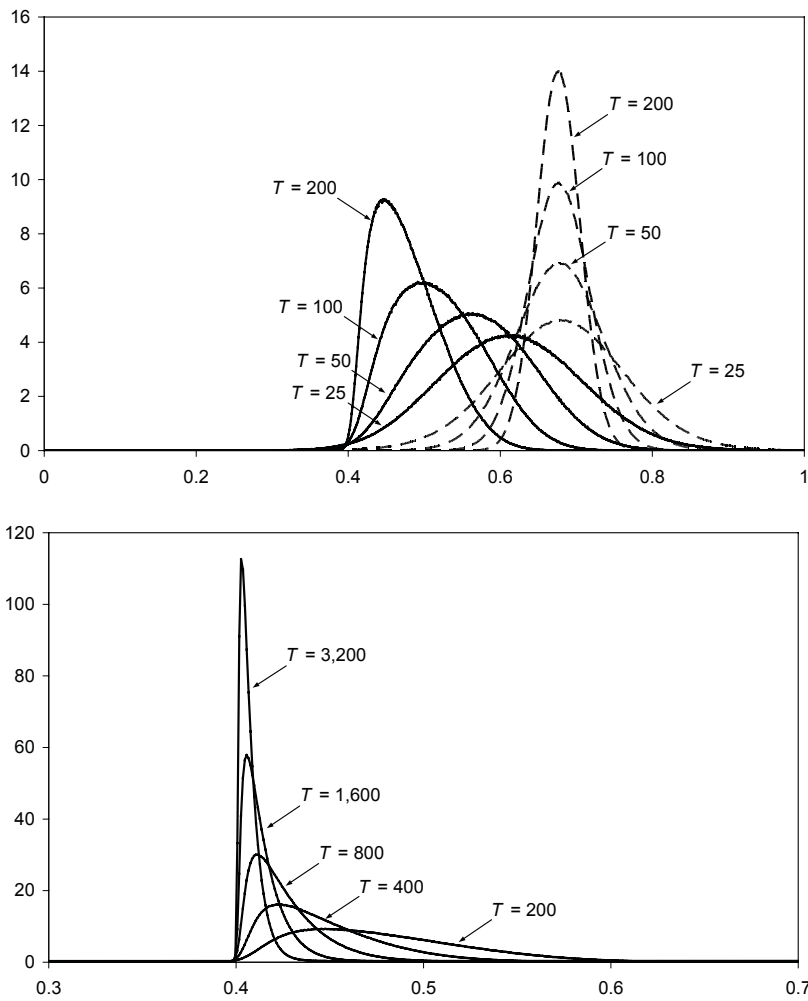 16
14
12
10
8
6
4
2
0
T = 200
T = 100
T = 50
T = 25
T = 200
T = 100
T = 50
T = 25
0 0.2 0.4 0.6 0.8 1
120
100
80
60
40
20
0
T = 3,200
T = 1,600
T = 800
T = 400
T = 200
0.3 0.4 0.5 0.6 0.7